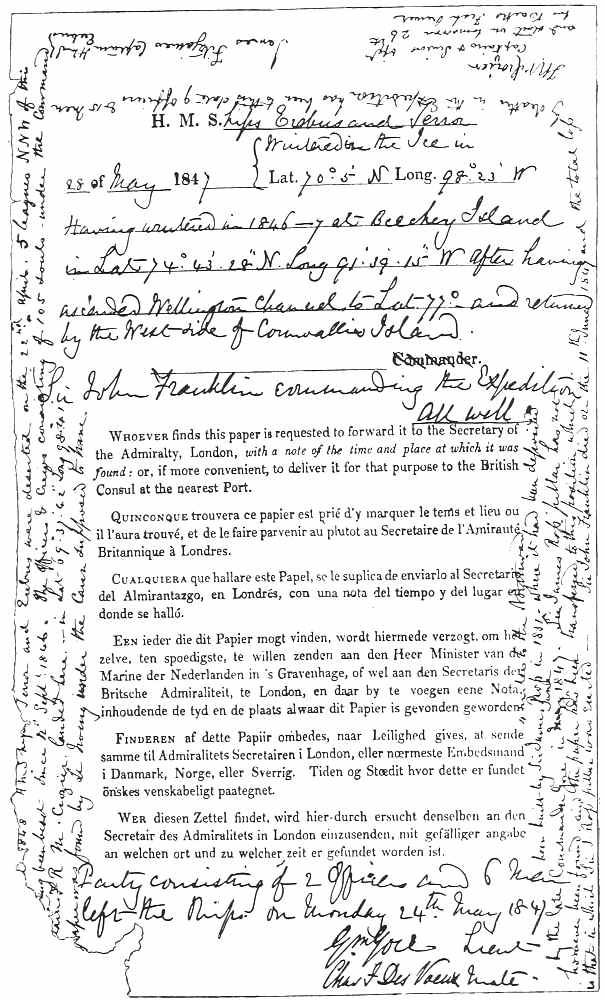 H. M. S. hips Erebus and Terror
Wintered in the Ice in
28 of May 1847 Lat. 70° 5' N Long. 98° 23' W
Having wintered in 1846–7 at Beechey Island
in Lat 74° 43' 28" N. Long 91° 39' 15" W after having
ascended Wellington Channel to Lat 77° and returned
by the West side of Cornwallis Island.
Commander.
Sir John Franklin commanding the Expedition
All well
WHOEVER finds this paper is requested to forward it to the Secretary of
the Admiralty, London, with a note of the time and place at which it was
found: or, if more convenient, to deliver it for that purpose to the British
Consul at the nearest Port.
QUINCONQUE trouvera ce papier est prié d'y marquer le tems et lieu ou
il l'aura trouvé, et de le faire parvenir au plutot au Secretaire de l'Amirauté
Britannique à Londres.
CUALQUIERA que hallare este Papel, se le suplica de enviarlo al Secretario
del Almirantazgo, en Londrés, con una nota del tiempo y del lugar en
donde se halló.
EEN ieder die dit Papier mogt vinden, wordt hiermede verzogt, om het
zelve, ten spoedigste, te willen zenden aan den Heer Minister van de
Marine der Nederlanden in 's Gravenhage, of wel aan den Secretaris der
Britsche Admiraliteit, te London, en daar by te voegen eene Nota,
inhoudende de tyd en de plaats alwaar dit Papier is gevonden geworden
FINDEREN af dette Papiir ombedes, naar Leilighed gives, at sende
samme til Admiralitets Secretairen i London, eller nœrmeste Embedsmand
i Danmark, Norge, eller Sverrig. Tiden og Stœdit hvor dette er fundet
önskes venskabeligt paategnet.
WER diesen Zettel findet, wird hier-durch ersucht denselben an den
Secretair des Admiralitets in London einzusenden, mit gefälliger angabe
an welchen ort und zu welcher zeit er gefundet worden ist.
Party consisting of 2 Officers and 6 Men
left the Ships on Monday 24th May 1847
Gm Gore Lieut
Chas F Des Voeux Mate
1848 HMShips Terror and Erebus were deserted on the 22nd April. 5 leagues NNW of this
having been beset since 12th Septr 1846. The Officers & Crews consisting of 105 souls under the Command
F R M. Crozier landed here in Lat 69° 37' 42" Long 98° 41'
paper was found by Lt Irving under the Cairn supposed to have
been built by Sir James Ross in 1831 where it had been deposited 4 miles to the Northward
by the late Commander Gore in June May 1847. Sir James Ross' pillar has not
however been found and the paper has been transferred to this position which
is that in which Sir J Ross pillar was erected — Sir John Franklin died on the 11th June 1847 and the total loss
by deaths in the Expedition has been to this date 9 officers & 15 men
James Fitzjames Captain HMS
Erebus
F R M Crozier
Captain & Senior Offr
and start on tomorrow 26
for Backs Fish River